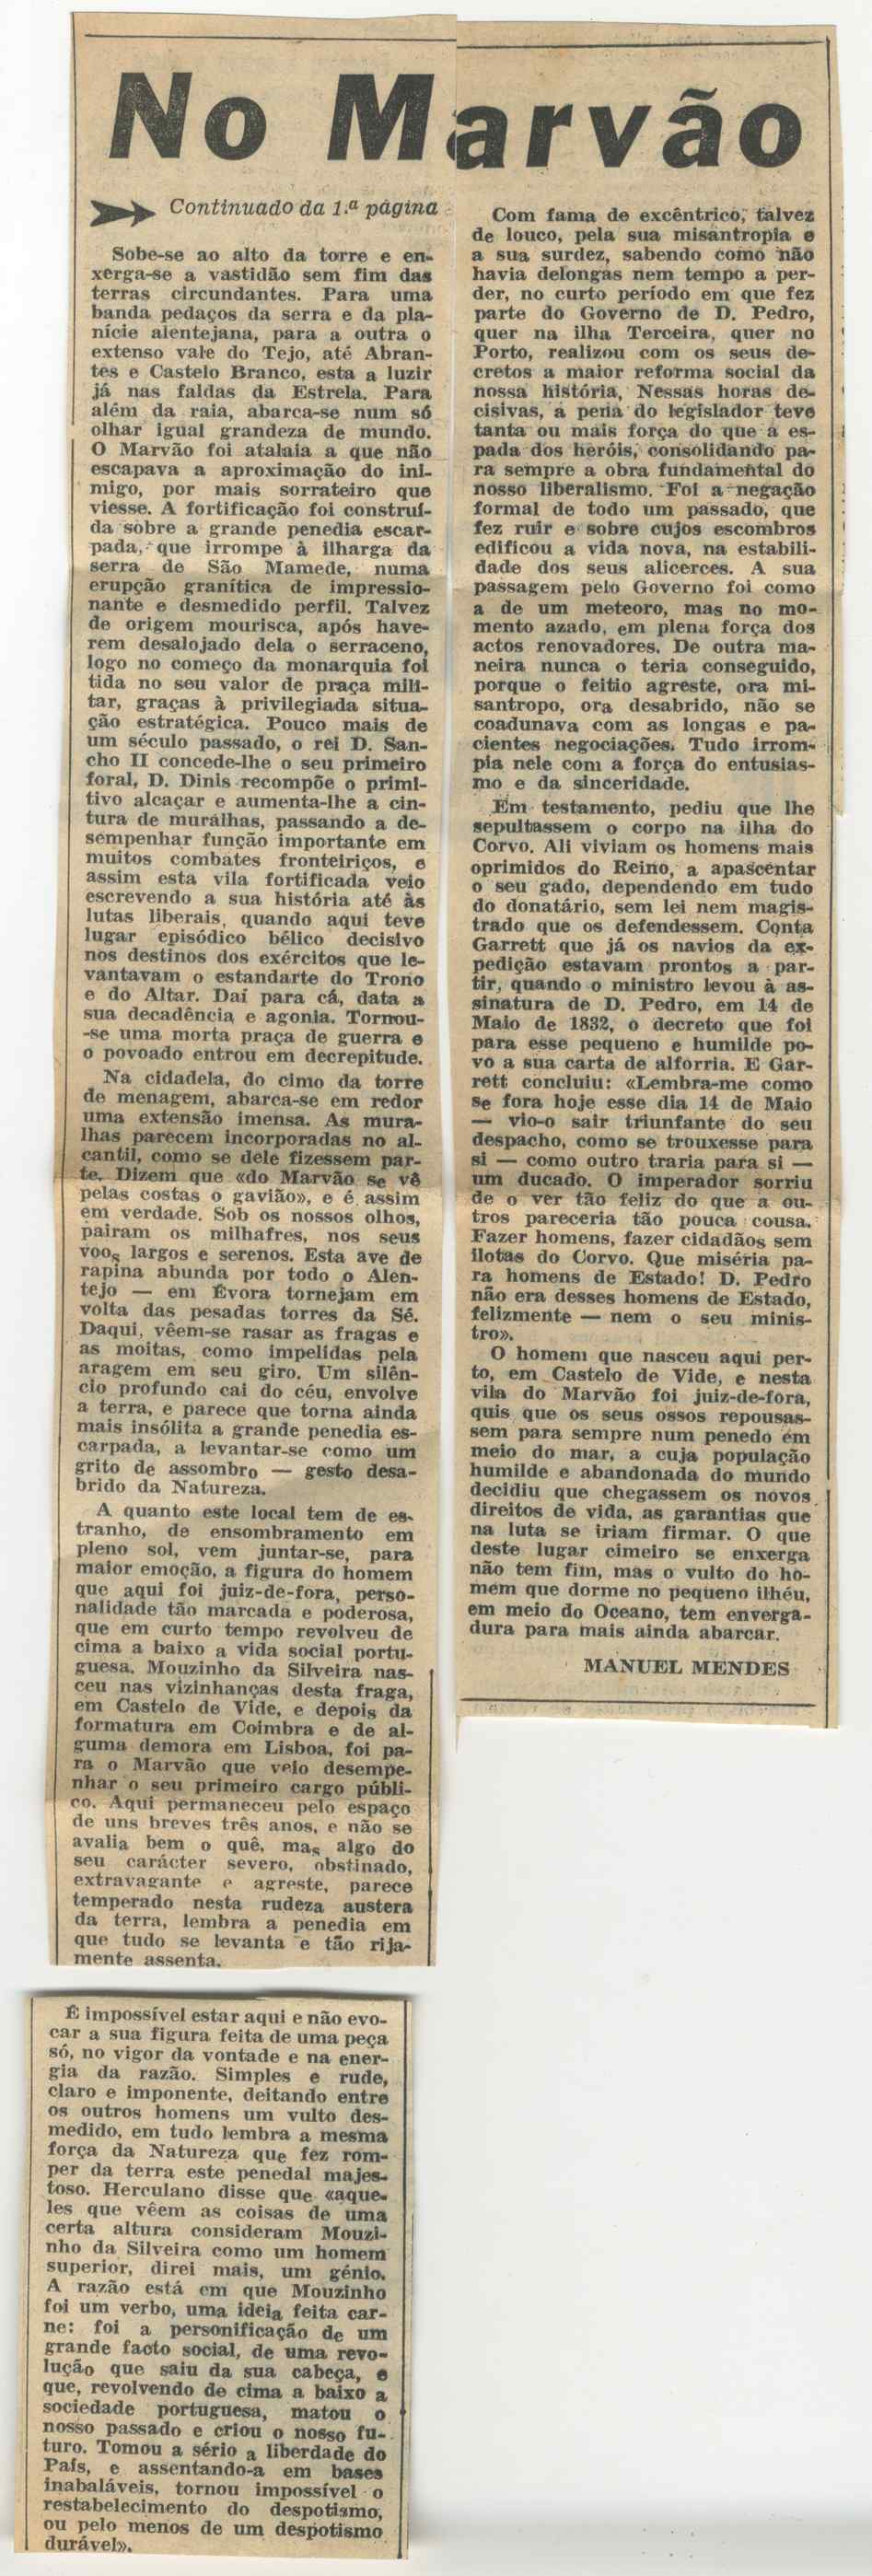 No Marvão
Continuado da 1.ª página
Sobe-se ao alto da torre e en-
xerga-se a vastidão sem fim das
terras circundantes. Para uma
banda pedaços da serra e da pla-
nície alentejana, para a outra o
extenso vale do Tejo, até Abran-
tes e Castelo Branco, esta a luzir
já nas faldas da Estrela. Para
além da raia, abarca-se num só
olhar igual grandeza de mundo.
O Marvão foi atalaia a que não
escapava a aproximação do ini-
migo, por mais sorrateiro que
viesse. A fortificação foi construí-
da sobre a grande penedia escar-
pada, que irrompe à ilharga da
serra de São Mamede, numa
erupção granítica de impressio-
nante e desmedido perfil. Talvez
de origem mourisca, após have-
rem desalojado dela o serraceno,
logo no começo da monarquia foi
tida no seu valor de praça mili-
tar, graças à privilegiada situa-
ção estratégica. Pouco mais de
um século passado, o rei D. San-
cho II concede-lhe o seu primeiro
foral, D. Dinis recompõe o primi-
tivo alcaçar e aumenta-lhe a cin-
tura de murálhas, passando a de-
sempenhar função importante em
muitos combates fronteiriços, e
assim esta vila fortificada veio
escrevendo a sua história até às
lutas liberais, quando aqui teve
lugar episódico bélico decisivo
nos destinos dos exércitos que le-
vantavam o estandarte do Trono
e do Altar. Daí para cá, data a
sua decadência e agonia. Tornou-
-se uma morta praça de guerra e
o povoado entrou em decrepitude.
Na cidadela, do cimo da torre
de menagem, abarca-se em redor
uma extensão imensa. As mura-
lhas parecem incorporadas no al-
cantil, como se dele fizessem par-
te. Dizem que «do Marvão se vê
pelas costas o gavião», e é assim
em verdade. Sob os nossos olhos,
pairam os milhafres, nos seus
voos largos e serenos. Esta ave de
rapina abunda por todo o Alen-
tejo — em Évora tornejam em
volta das pesadas torres da Sé.
Daqui, vêem-se rasar as fragas e
as moitas, como impelidas pela
aragem em seu giro. Um silên-
cio profundo cai do céu, envolve
a terra, e parece que torna ainda
mais insólita a grande penedia es-
carpada, a levantar-se como um
grito de assombro — gesto desa-
brido da Natureza.
A quanto este local tem de es-
tranho, de ensombramento em
pleno sol, vem juntar-se, para
maior emoção, a figura do homem
que aqui foi juiz-de-fora, perso-
nalidade tão marcada e poderosa,
que em curto tempo revolveu de
cima a baixo a vida social portu-
guesa. Mouzinho da Silveira nas-
ceu nas vizinhanças desta fraga,
em Castelo de Vide, e depois da
formatura em Coimbra e de al-
guma demora em Lisboa, foi pa-
ra o Marvão que veio desempe-
nhar o seu primeiro cargo públi-
co. Aqui permaneceu pelo espaço
de uns breves três anos, e não se
avalia bem o quê, mas algo do
seu carácter severo, obstinado,
extravagante e agreste, parece
temperado nesta rudeza austera
da terra, lembra a penedia em
que tudo se levanta e tão rija-
mente assenta.
É impossível estar aqui e não evo-
car a sua figura feita de uma peça
só, no vigor da vontade e na ener-
gia da razão. Simples e rude,
claro e imponente, deitando entre
os outros homens um vulto des-
medido, em tudo lembra a mesma
força da Natureza que fez rom-
per da terra este penedal majes-
toso. Herculano disse que «aque-
les que vêem as coisas de uma
certa altura consideram Mouzi-
nho da Silveira como um homem
superior, direi mais, um génio.
A razão está em que Mouzinho
foi um verbo, uma ideia feita car-
ne: foi a personificação de um
grande facto social, de uma revo-
lução que saiu da sua cabeça, e
que, revolvendo de cima a baixo a
sociedade portuguesa, matou o
nosso passado e criou o nosso fu-
turo. Tomou a sério a liberdade do
País, e assentando-a em bases
inabaláveis, tornou impossível o
restabelecimento do despotismo,
ou pelo menos de um despotismo
durável».
Com fama de excêntrico, talvez
de louco, pela sua misantropia e
a sua surdez, sabendo como não
havia delongas nem tempo a per-
der, no curto período em que fez
parte do Governo de D. Pedro,
quer na ilha Terceira, quer no
Porto, realizou com os seus de-
cretos a maior reforma social da
nossa história, Nessas horas de-
cisivas, a pena do legislador teve
tanta ou mais força do que a es-
pada dos heróis, consolidando pa-
ra sempre a obra fundamental do
nosso liberalismo. Foi a negação
formal de todo um passado, que
fez ruir e sobre cujos escombros
edificou a vida nova, na estabili-
dade dos seus alicerces. A sua
passagem pelo Governo foi como
a de um meteoro, mas no mo-
mento azado, em plena força dos
actos renovadores. De outra ma-
neira nunca o teria conseguido,
porque o feitio agreste, ora mi-
santropo, ora desabrido, não se
coadunava com as longas e pa-
cientes negociações. Tudo irrom-
pia nele com a força do entusias-
mo e da sinceridade.
Em testamento, pediu que lhe
sepultassem o corpo na ilha do
Corvo. Ali viviam os homens mais
oprimidos do Reino, a apascentar
o seu gado, dependendo em tudo
do donatário, sem lei nem magis-
trado que os defendessem. Conta
Garrett que já os navios da ex-
pedição estavam prontos a par-
tir, quando o ministro levou à as-
sinatura de D. Pedro, em 14 de
Maio de 1832, o decreto que foi
para esse pequeno e humilde po-
vo a sua carta de alforria. E Gar-
rett concluiu: «Lembra-me como
se fora hoje esse dia 14 de Maio
— vio-o sair triunfante do seu
despacho, como se trouxesse para
si — como outro traria para si —
um ducado. O imperador sorriu
de o ver tão feliz do que a ou-
tros pareceria tão pouca cousa.
Fazer homens, fazer cidadãos sem
ilotas do Corvo. Que miséria pa-
ra homens de Estado! D. Pedro
não era desses homens de Estado,
felizmente — nem o seu minis-
tro».
O homem que nasceu aqui per-
to, em Castelo de Vide, e nesta
vila do Marvão foi juiz-de-fora,
quis que os seus ossos repousas-
sem para sempre num penedo em
meio do mar, a cuja população
humilde e abandonada do mundo
decidiu que chegassem os novos
direitos de vida, as garantias que
na luta se iriam firmar. O que
deste lugar cimeiro se enxerga
não tem fim, mas o vulto do ho-
mem que dorme no pequeno ilhéu,
em meio do Oceano, tem enverga-
dura para mais ainda abarcar.
MANUEL MENDES